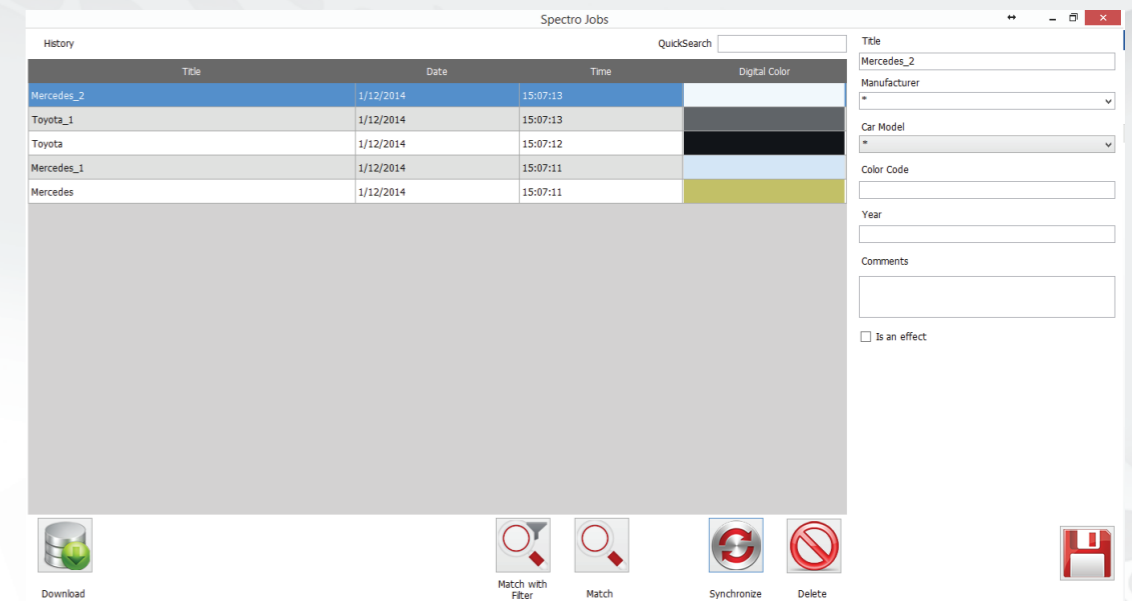 Spectro Jobs
History
QuickSearch
Title Date Time Digital Color
Mercedes_2 1/12/2014 15:07:13
Toyota_1 1/12/2014 15:07:13
Toyota 1/12/2014 15:07:12
Mercedes_1 1/12/2014 15:07:11
Mercedes 1/12/2014 15:07:11
Title
Mercedes_2
Manufacturer
*
Car Model
*
Color Code
Year
Comments
Is an effect
Download
Match with
Filter
Match
Synchronize
Delete